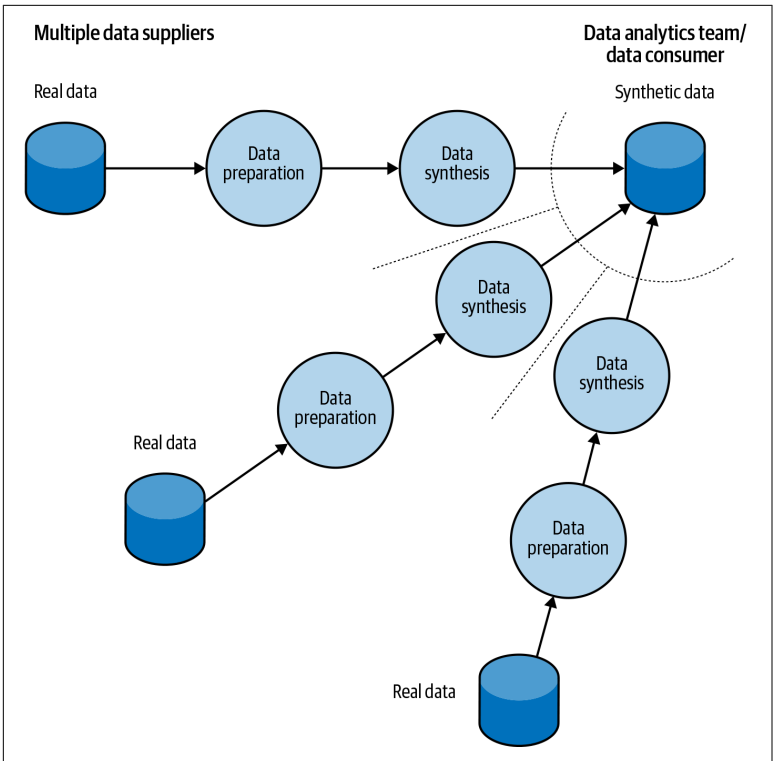 Multiple data suppliers
Data analytics team/
data consumer
Real data
Synthetic data
Data
preparation
Data
synthesis
Data
synthesis
Data
synthesis
Data
preparation
Real data
Data
preparation
Real data